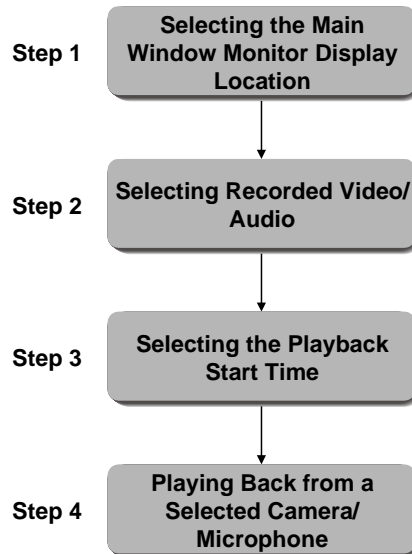 Step 1
Selecting the Main
Window Monitor Display
Location
Step 2
Selecting Recorded Video/
Audio
Step 3
Selecting the Playback
Start Time
Step 4
Playing Back from a
Selected Camera/
Microphone